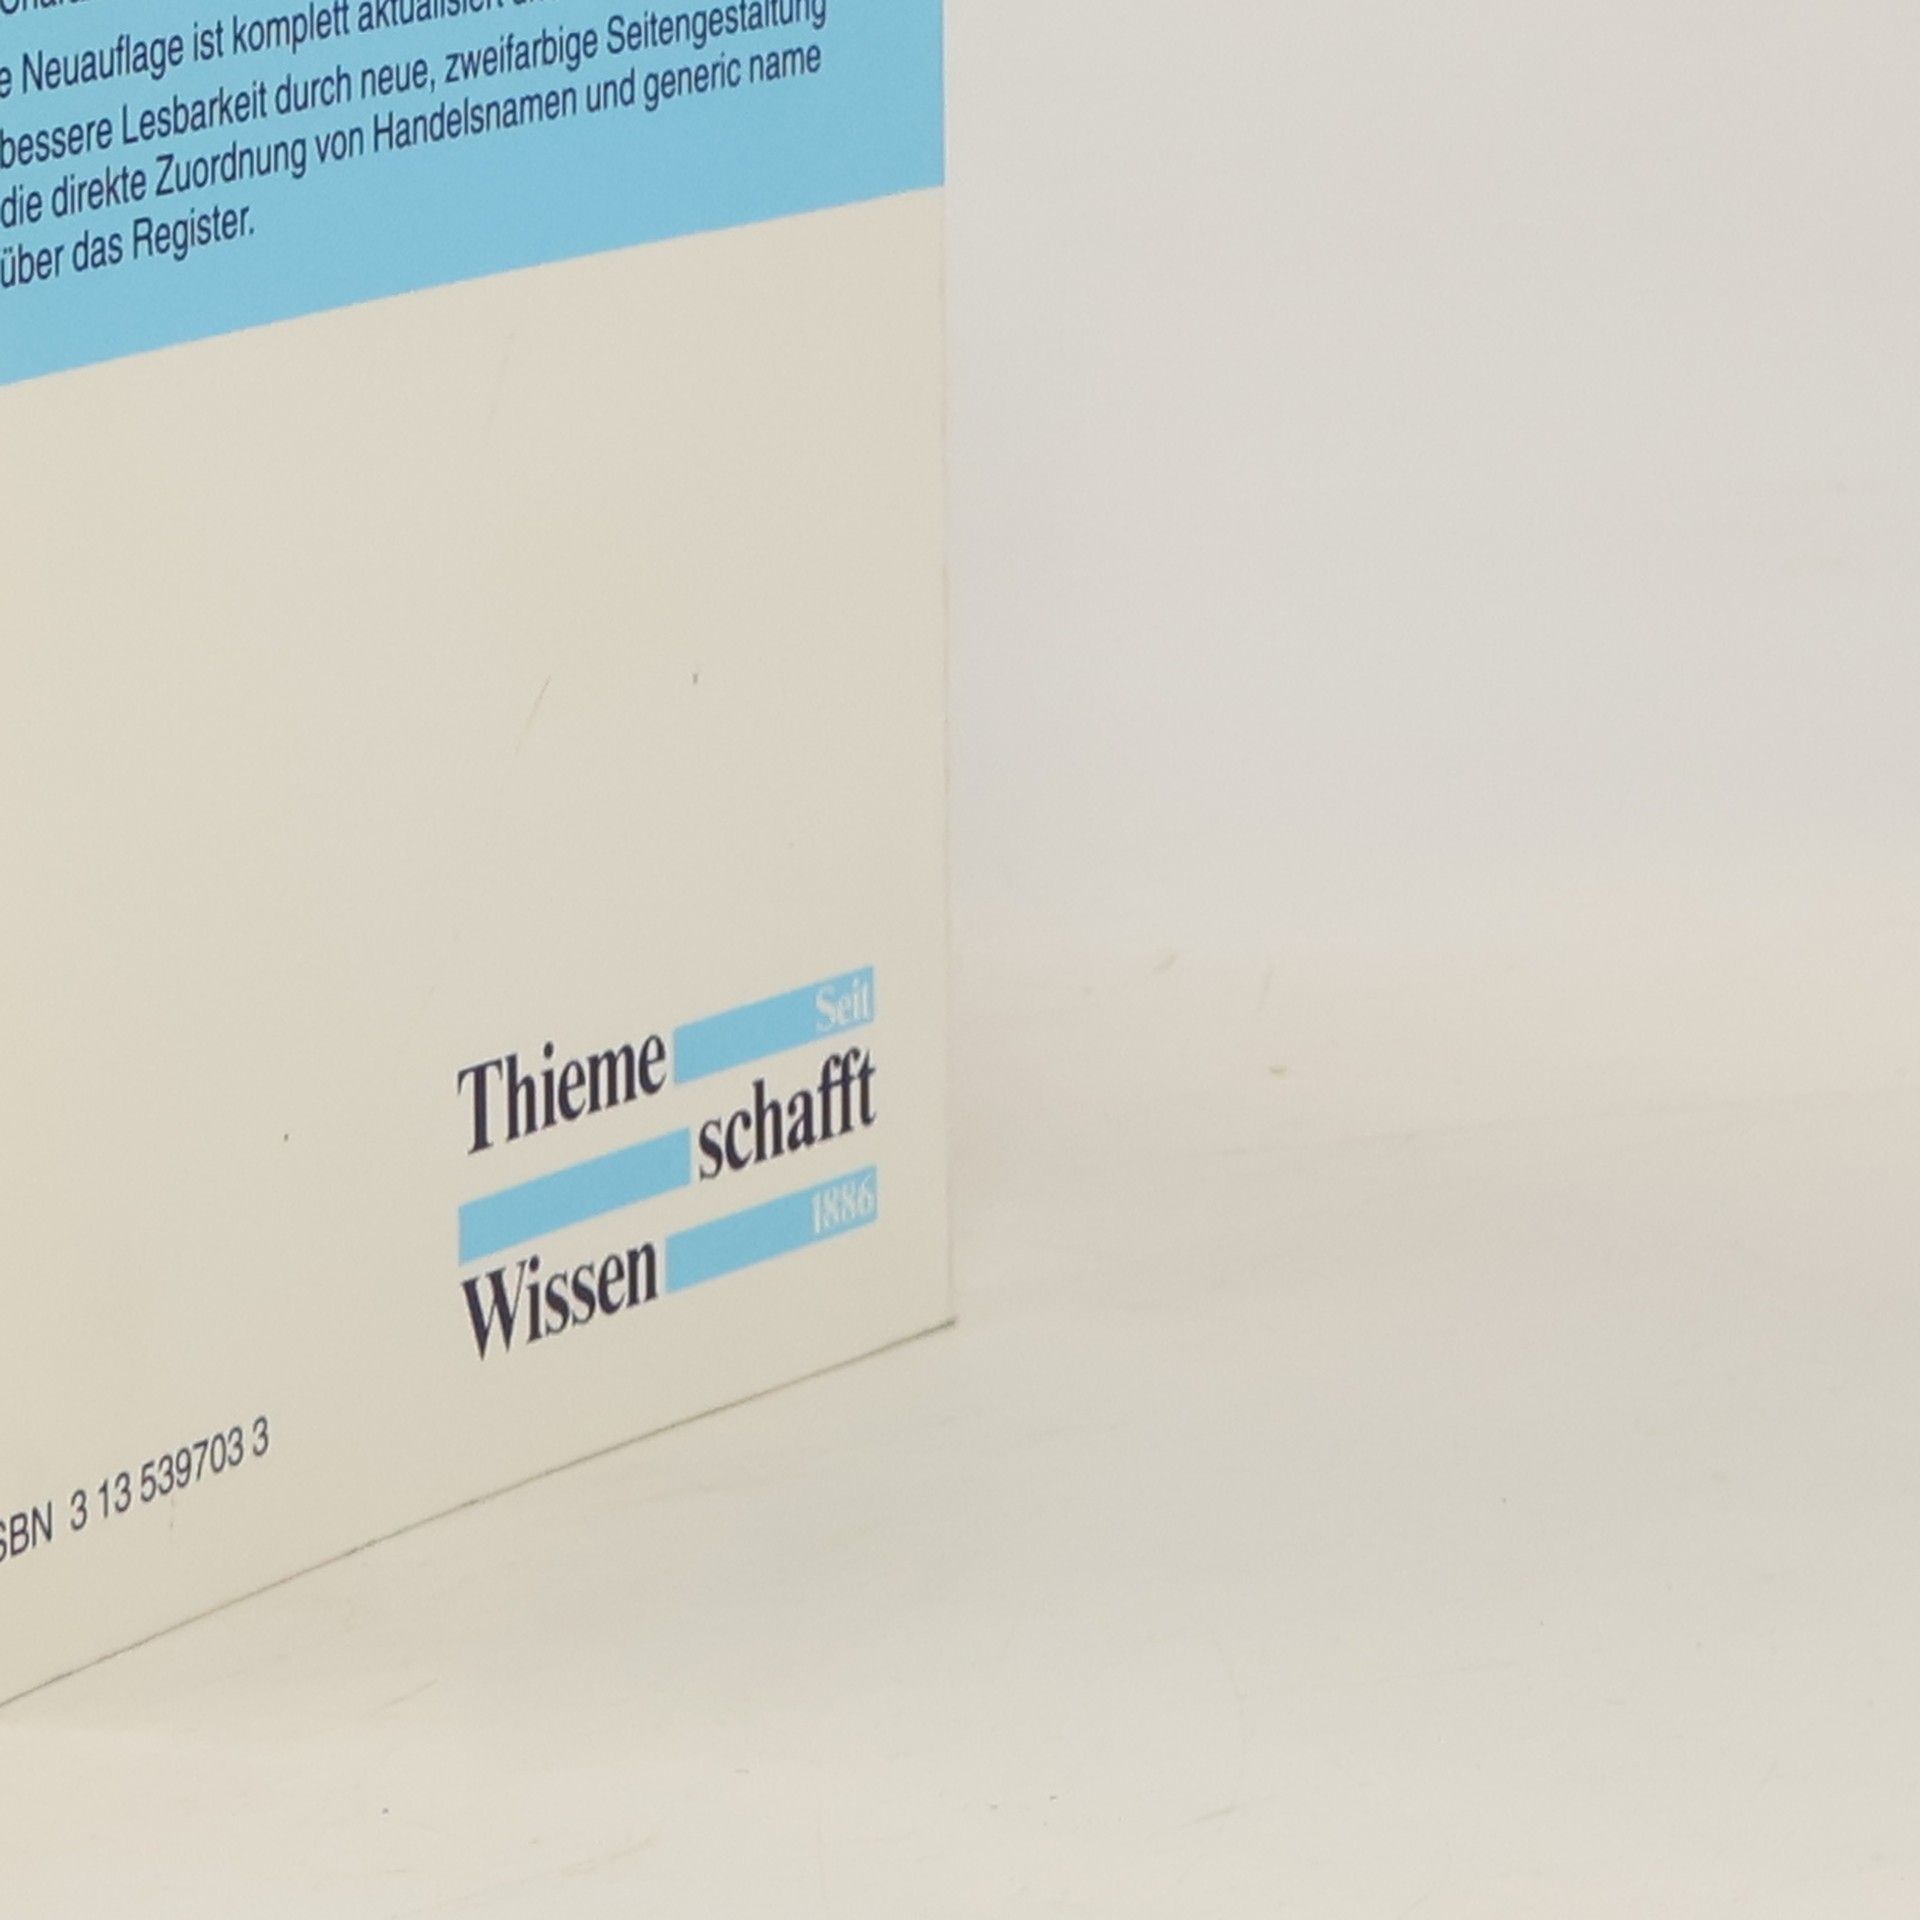 e Neuauflage ist komplett aktualisiert
bessere Lesbarkeit durch neue, zweifarbige Seitengestaltung
die direkte Zuordnung von Handelsnamen und generic name
über das Register.
Seit
Thieme
schafft
1886
Wissen
SBN 3 13 539703 3